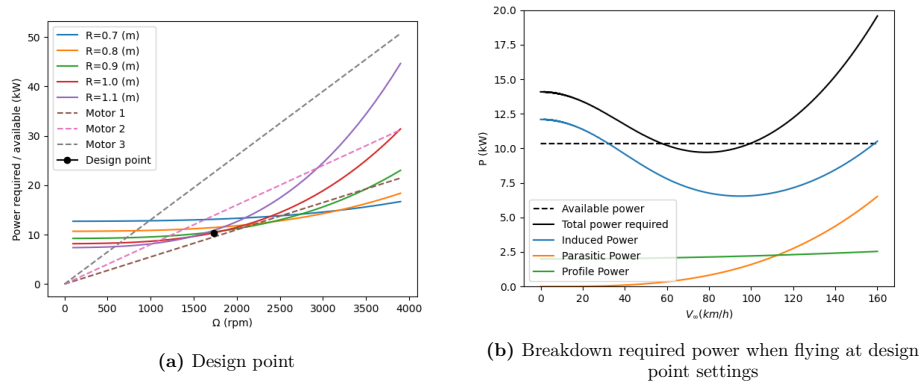 50
40
30
20
10
0
Power required / available (kW)
R=0.7 (m)
R=0.8 (m)
R=0.9 (m)
R=1.0 (m)
R=1.1 (m)
Motor 1
Motor 2
Motor 3
Design point
0 500 1000 1500 2000 2500 3000 3500 4000
Ω (rpm)
(a) Design point
20.0
17.5
15.0
12.5
10.0
7.5
5.0
2.5
0.0
P (kW)
Available power
Total power required
Induced Power
Parasitic Power
Profile Power
0 20 40 60 80 100 120 140 160
V∞(km/h)
(b) Breakdown required power when flying at design
point settings